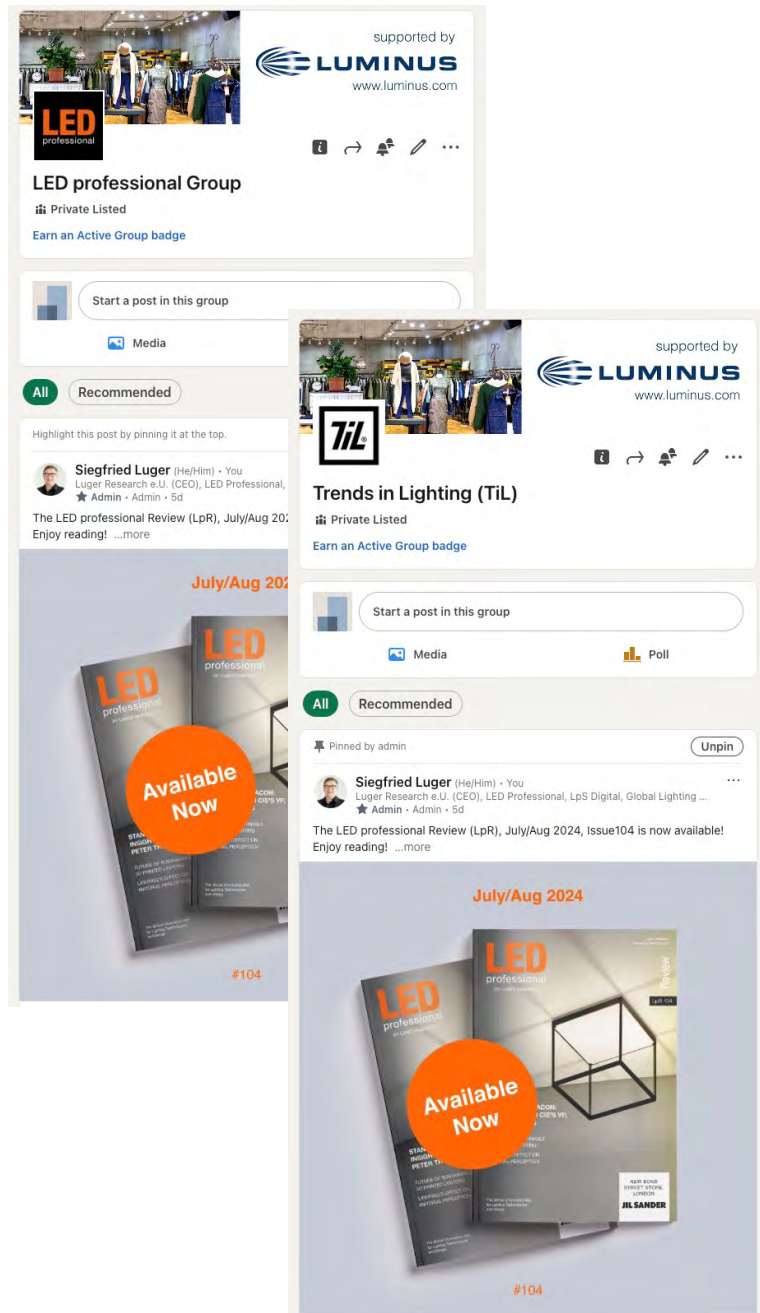 supported by
LUMINUS
www.luminus.com
LED
professional
LED professional Group
Private Listed
Earn an Active Group badge
Start a post in this group
Media
All
Recommended
Highlight this post by pinning it at the top.
Siegfried Luger (He/Him) • You
Luger Research e.U. (CEO), LED Professional,
Admin • Admin • 5d
The LED professional Review (LpR), July/Aug 202
Enjoy reading! ...more
July/Aug 202
LED
professional
LED
professional
Available
Now
#104
supported by
LUMINUS
www.luminus.com
TiL
Trends in Lighting (TiL)
Private Listed
Earn an Active Group badge
Start a post in this group
Media
Poll
All
Recommended
Pinned by admin
Unpin
Siegfried Luger (He/Him) • You
Luger Research e.U. (CEO), LED Professional, LpS Digital, Global Lighting ...
Admin • Admin • 5d
The LED professional Review (LpR), July/Aug 2024, Issue104 is now available!
Enjoy reading! ...more
July/Aug 2024
LED
professional
Review
LpR 104
LED
professional
Available
Now
NEW BOND
STREET STORE,
LONDON
JIL SANDER
#104